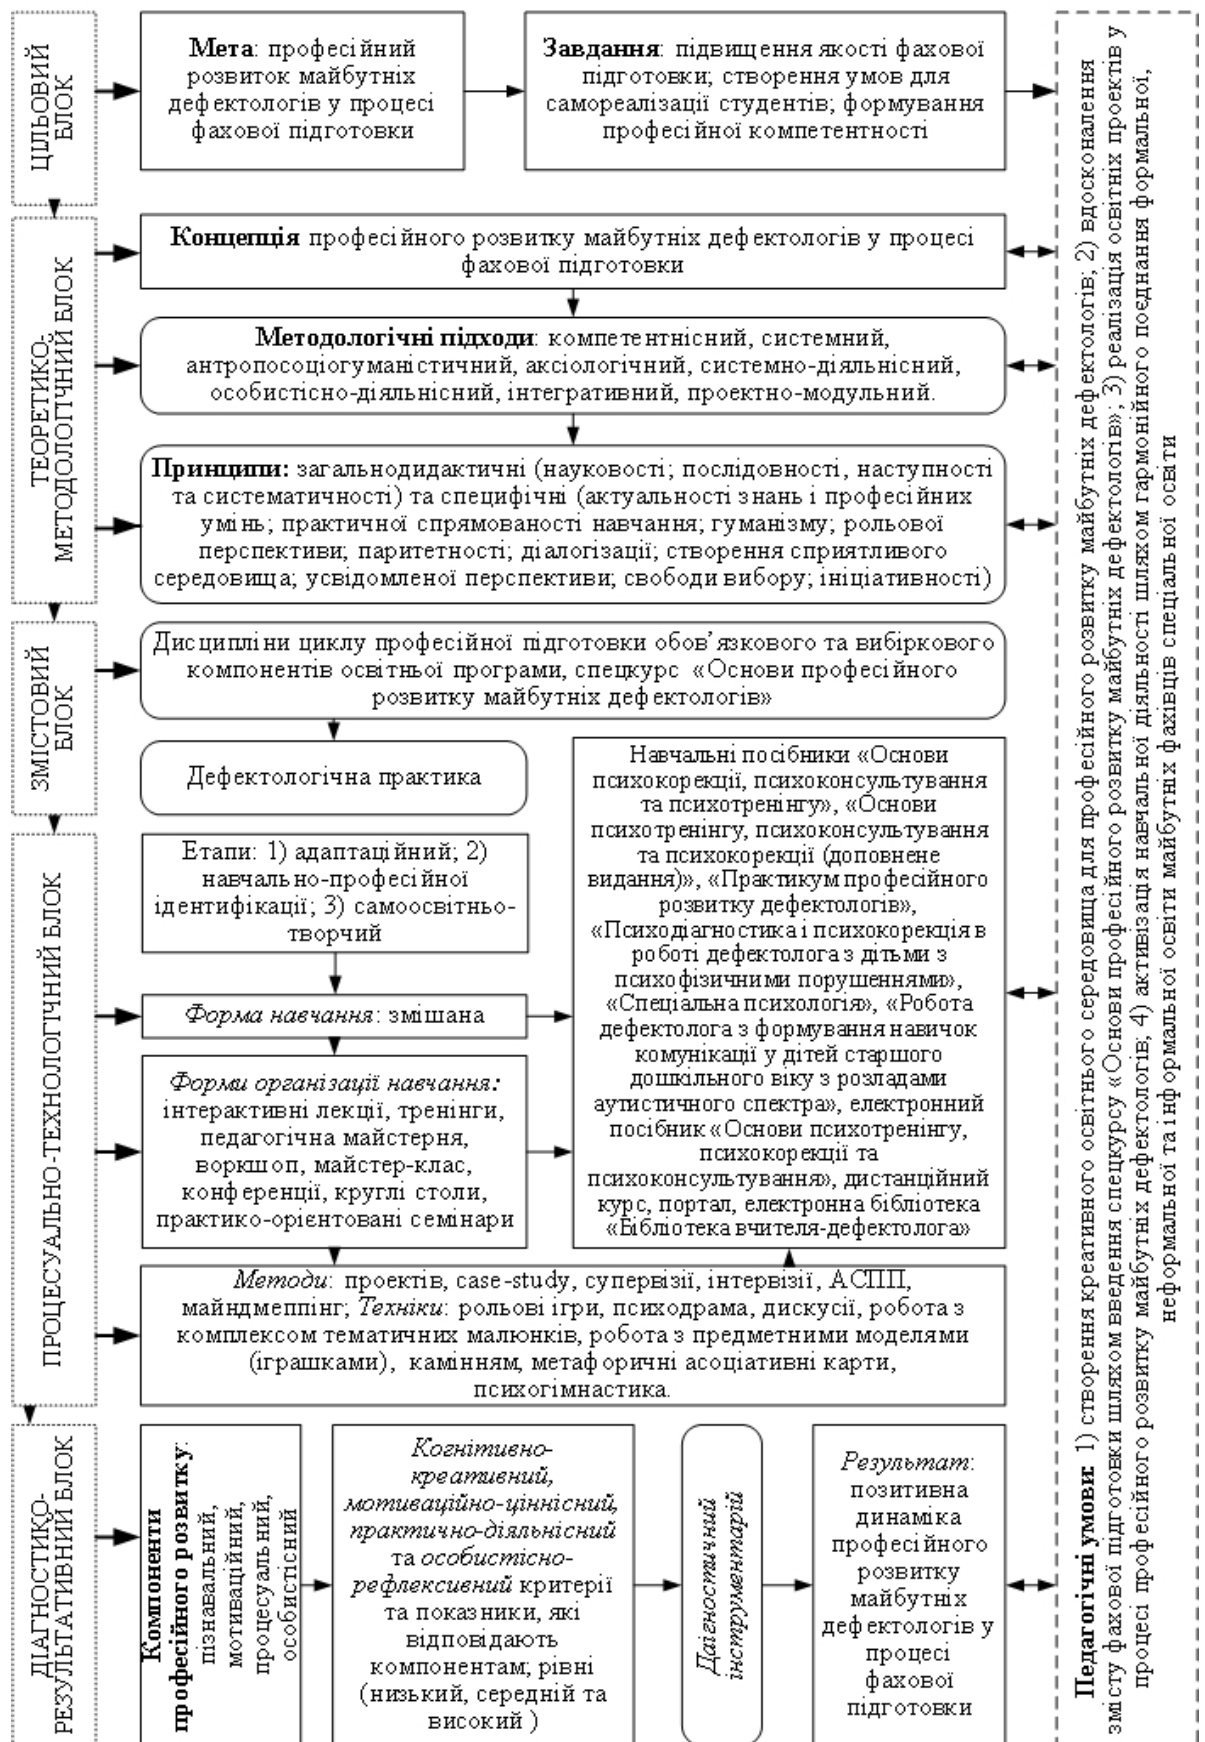 ЦІЛЬОВИЙ
БЛОК
Мета: професійний
розвиток майбутніх
дефектологів у процесі
фахової підготовки
Завдання: підвищення якості фахової
підготовки; створення умов для
самореалізації студентів; формування
професійної компетентності
ТЕОРЕТИКО-
МЕТОДОЛОГІЧНИЙ БЛОК
Концепція професійного розвитку майбутніх дефектологів у процесі
фахової підготовки
Методологічні підходи: компетентнісний, системний,
антропосоціогуманістичний, аксіологічний, системно-діяльнісний,
особистісно-діяльнісний, інтегративний, проектно-модульний.
Принципи: загальнодидактичні (науковості; послідовності, наступності
та систематичності) та специфічні (актуальності знань і професійних
умінь; практичної спрямованості навчання; гуманізму; рольової
перспективи; паритетності; діалогізації; створення сприятливого
середовища; усвідомленої перспективи; свободи вибору; ініціативності)
ЗМІСТОВИЙ
БЛОК
Дисципліни циклу професійної підготовки обов’язкового та вибіркового
компонентів освітньої програми, спецкурс «Основи професійного
розвитку майбутніх дефектологів»
Дефектологічна практика
ПРОЦЕСУАЛЬНО-ТЕХНОЛОГІЧНИЙ БЛОК
Етапи: 1) адаптаційний; 2)
навчально-професійної
ідентифікації; 3) самоосвітньо-
творчий
Форма навчання: змішана
Форми організації навчання:
інтерактивні лекції, тренінги,
педагогічна майстерня,
воркшоп, майстер-клас,
конференції, круглі столи,
практико-орієнтовані семінари
Навчальні посібники «Основи
психокорекції, психоконсультування
та психотренінгу», «Основи
психотренінгу, психоконсультування
та психокорекції (доповнене
видання)», «Практикум професійного
розвитку дефектологів»,
«Психодіагностика і психокорекція в
роботі дефектолога з дітьми з
психофізичними порушеннями»,
«Спеціальна психологія», «Робота
дефектолога з формування навичок
комунікації у дітей старшого
дошкільного віку з розладами
аутистичного спектра», електронний
посібник «Основи психотренінгу,
психокорекції та
психоконсультування», дистанційний
курс, портал, електронна бібліотека
«Бібліотека вчителя-дефектолога»
Методи: проектів, case-study, супервізії, інтервізії, АСПП,
майндмеппінг; Техніки: рольові ігри, психодрама, дискусії, робота з
комплексом тематичних малюнків, робота з предметними моделями
(іграшками), камінням, метафоричні асоціативні карти,
психогімнастика.
ДІАГНОСТИКО-
РЕЗУЛЬТАТИВНИЙ БЛОК
Компоненти
професійного розвитку:
пізнавальний,
мотиваційний,
процесуальний,
особистісний
Когнітивно-
креативний,
мотиваційно-ціннісний,
практично-діяльнісний
та особистісно-
рефлексивний критерії
та показники, які
відповідають
компонентам; рівні
(низький, середній та
високий )
Даігностичний
інструментарій
Результат:
позитивна
динаміка
професійного
розвитку
майбутніх
дефектологів у
процесі
фахової
підготовки
Педагогічні умови: 1) створення креативного освітнього середовища для професійного розвитку майбутніх дефектологів; 2) вдосконалення
змісту фахової підготовки шляхом введення спецкурсу «Основи професійного розвитку майбутніх дефектологів»; 3) реалізація освітніх проектів у
процесі професійного розвитку майбутніх дефектологів; 4) активізація навчальної діяльності шляхом гармонійного поєднання формальної,
неформальної та інформальної освіти майбутніх фахівців спеціальної освіти